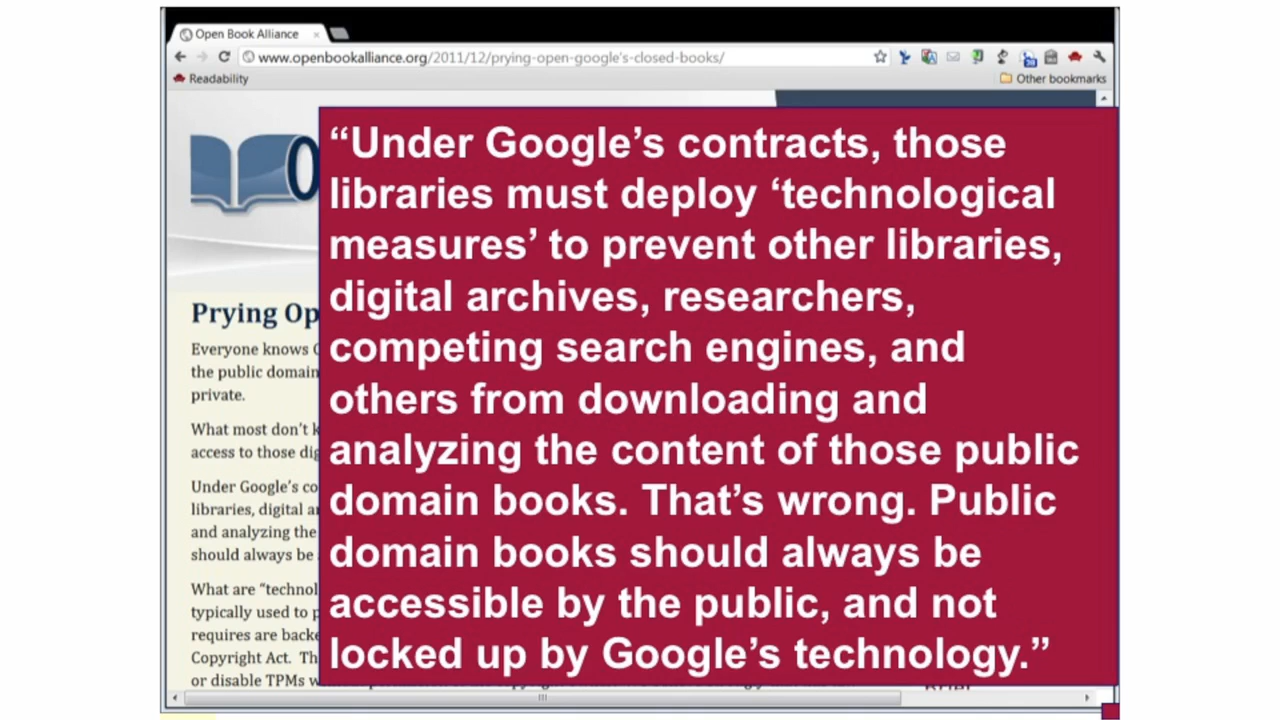 Open Book Alliance
www.openbookalliance.org/2011/12/prying-open-google's-closed-books/
Readability
Other bookmarks
“Under Google’s contracts, those
libraries must deploy ‘technological
measures’ to prevent other libraries,
digital archives, researchers,
competing search engines, and
others from downloading and
analyzing the content of those public
domain books. That’s wrong. Public
domain books should always be
accessible by the public, and not
locked up by Google’s technology.”
O
Prying Op
Everyone knows
the public domain
private.
What most don’t k
access to those dig
Under Google’s co
libraries, digital a
and analyzing the
should always be
What are “technol
typically used to p
requires are backe
Copyright Act. Th
or disable TPMs